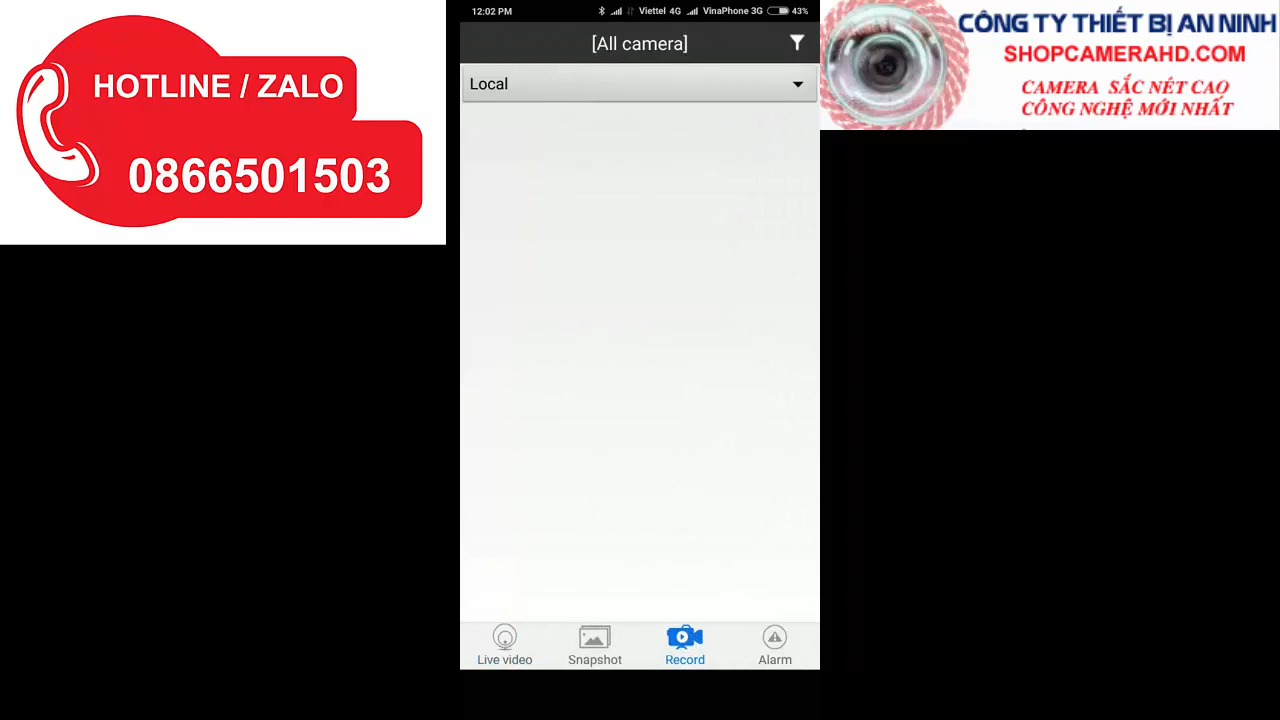 HOTLINE / ZALO
0866501503
12:02 PM Viettel 4G VinaPhone 3G 43%
[All camera]
Local
Live video
Snapshot
Record
Alarm
CÔNG TY THIẾT BỊ AN NINH
SHOPCAMERAHD.COM
CAMERA SẮC NÉT CAO
CÔNG NGHỆ MỚI NHẤT